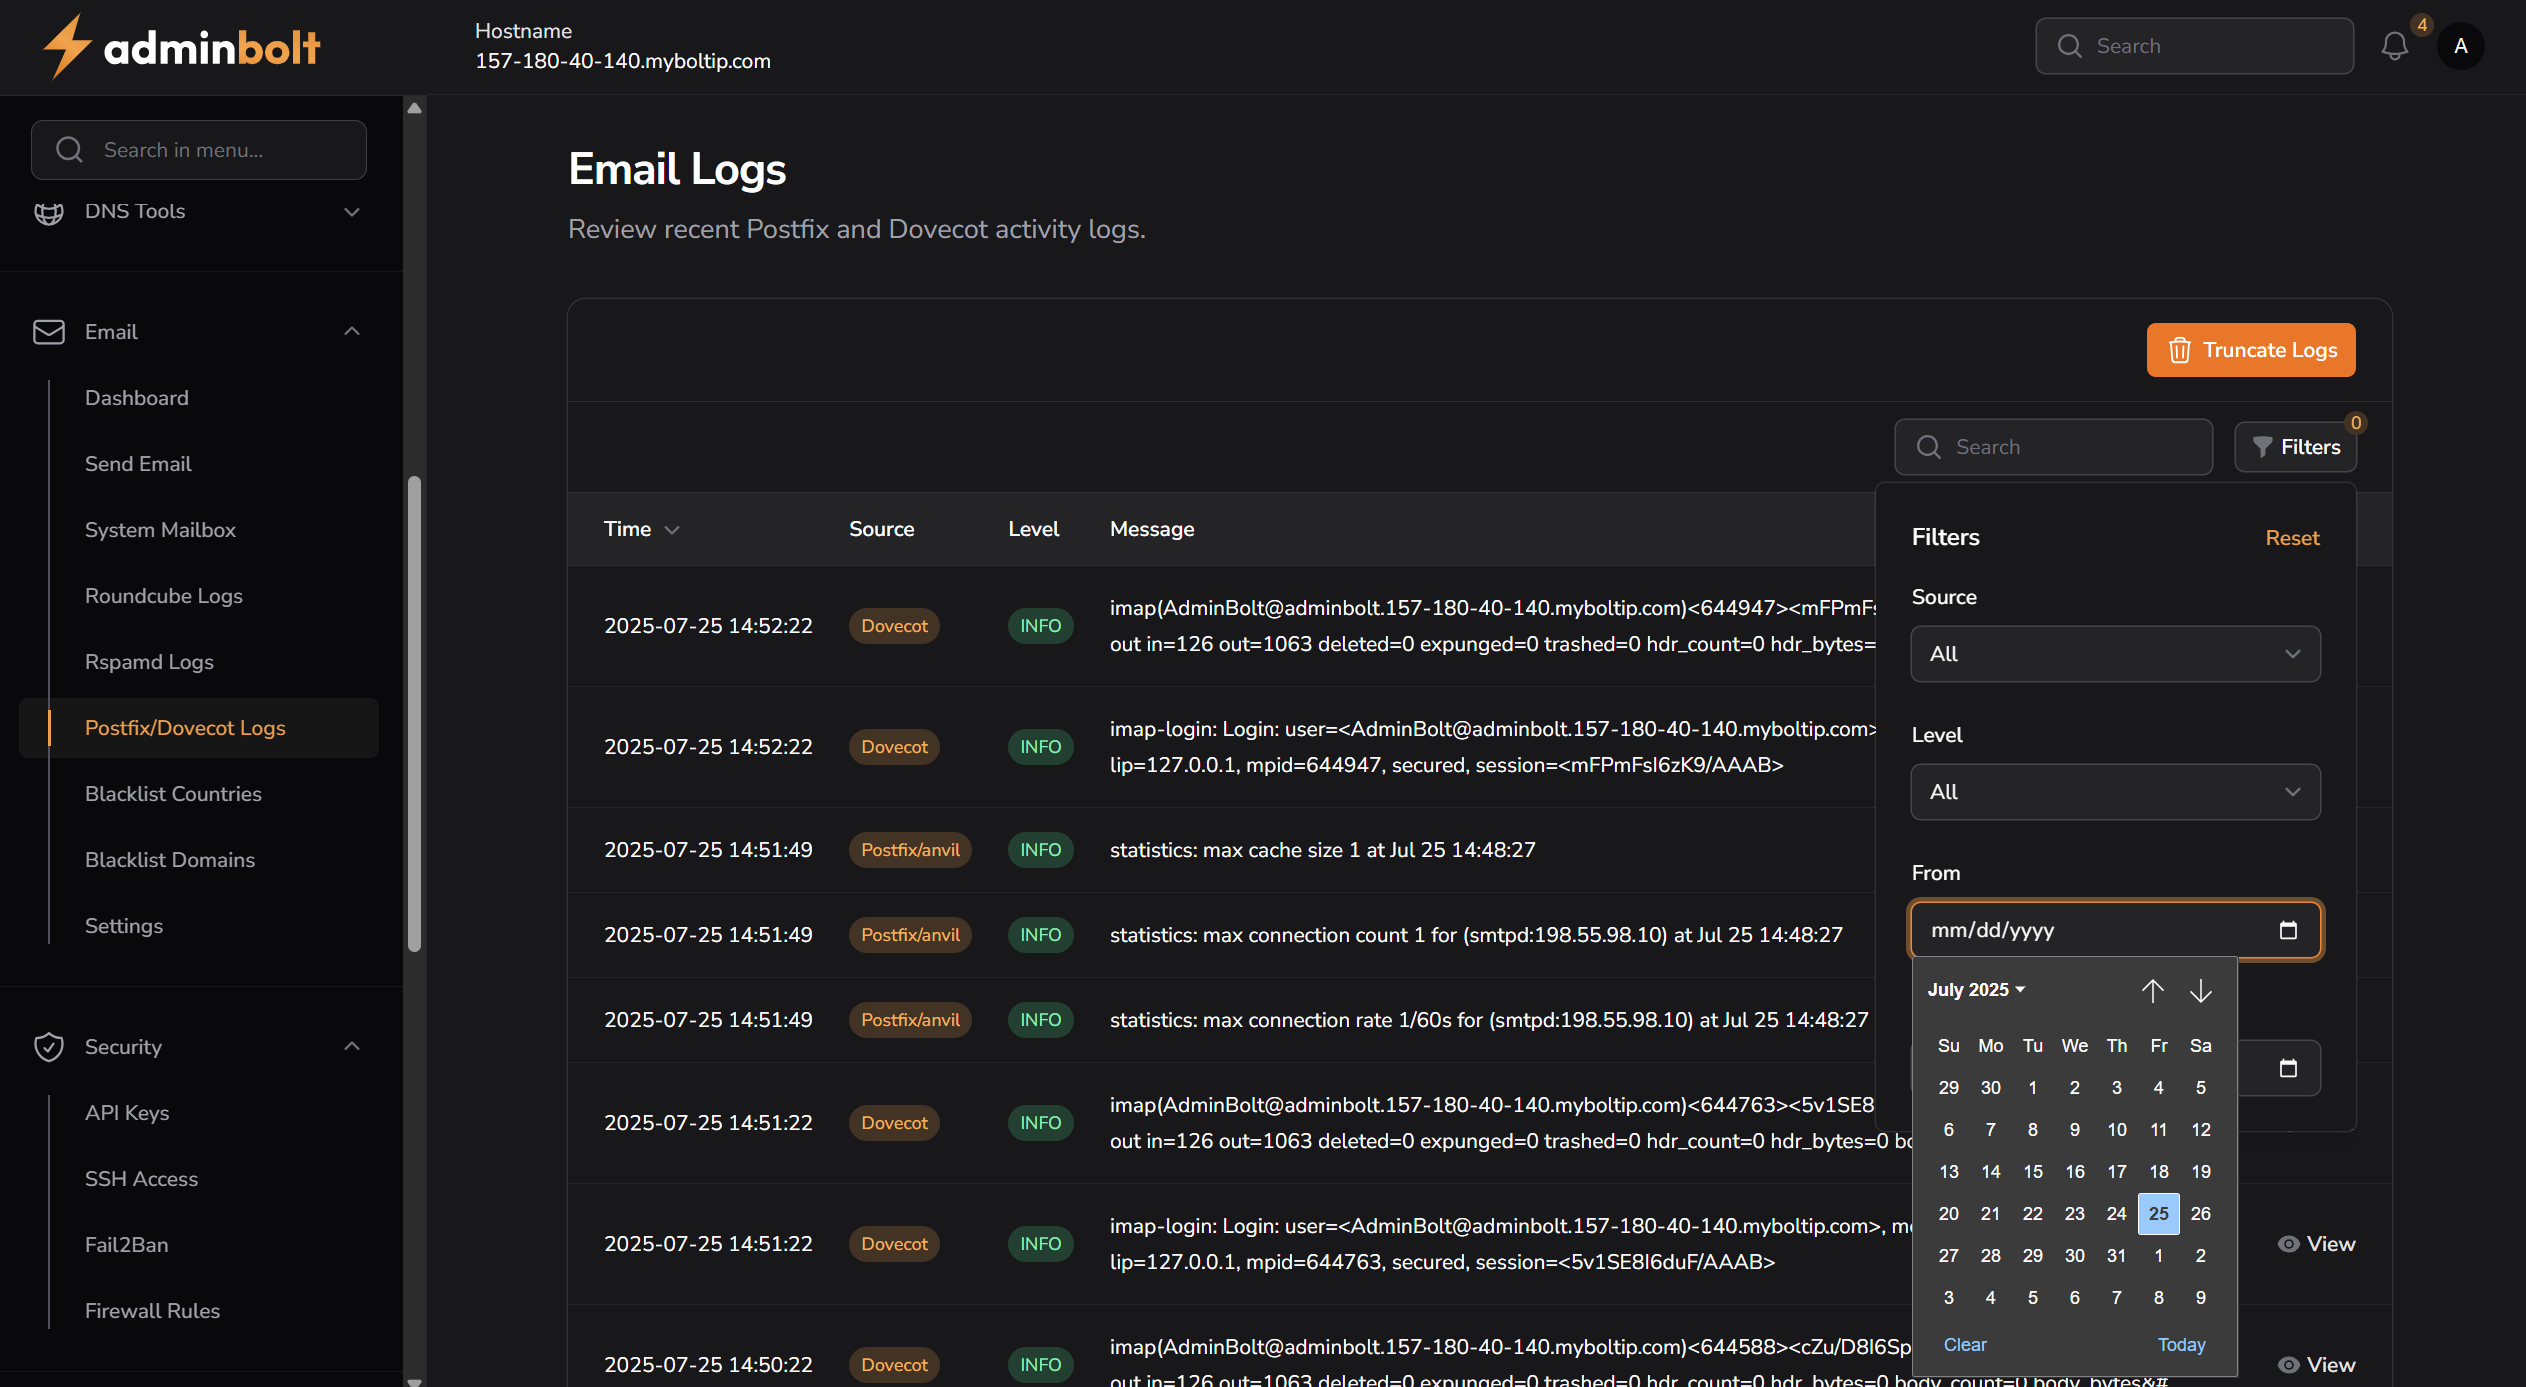 adminbolt
Hostname
157-180-40-140.myboltip.com
Search
4
A
Search in menu...
DNS Tools
Email
Dashboard
Send Email
System Mailbox
Roundcube Logs
Rspamd Logs
Postfix/Dovecot Logs
Blacklist Countries
Blacklist Domains
Settings
Security
API Keys
SSH Access
Fail2Ban
Firewall Rules
Email Logs
Review recent Postfix and Dovecot activity logs.
Truncate Logs
Search
Filters
0
Time Source Level Message
2025-07-25 14:52:22 Dovecot INFO imap(AdminBolt@adminbolt.157-180-40-140.myboltip.com)<644947><mFPmFs
out in=126 out=1063 deleted=0 expunged=0 trashed=0 hdr_count=0 hdr_bytes=
2025-07-25 14:52:22 Dovecot INFO imap-login: Login: user=<AdminBolt@adminbolt.157-180-40-140.myboltip.com>
lip=127.0.0.1, mpid=644947, secured, session=<mFPmFsI6zK9/AAAB>
2025-07-25 14:51:49 Postfix/anvil INFO statistics: max cache size 1 at Jul 25 14:48:27
2025-07-25 14:51:49 Postfix/anvil INFO statistics: max connection count 1 for (smtpd:198.55.98.10) at Jul 25 14:48:27
2025-07-25 14:51:49 Postfix/anvil INFO statistics: max connection rate 1/60s for (smtpd:198.55.98.10) at Jul 25 14:48:27
2025-07-25 14:51:22 Dovecot INFO imap(AdminBolt@adminbolt.157-180-40-140.myboltip.com)<644763><5v1SE8
out in=126 out=1063 deleted=0 expunged=0 trashed=0 hdr_count=0 hdr_bytes=0 bo
2025-07-25 14:51:22 Dovecot INFO imap-login: Login: user=<AdminBolt@adminbolt.157-180-40-140.myboltip.com>, me
lip=127.0.0.1, mpid=644763, secured, session=<5v1SE8I6duF/AAAB>
View
2025-07-25 14:50:22 Dovecot INFO imap(AdminBolt@adminbolt.157-180-40-140.myboltip.com)<644588><cZu/D8I6Sp
out in=126 out=1063 deleted=0 expunged=0 trashed=0 hdr_count=0 hdr_bytes=0 body_count=0 body_bytes&#
View
Filters
Reset
Source
All
Level
All
From
mm/dd/yyyy
July 2025
Su Mo Tu We Th Fr Sa
29 30 1 2 3 4 5
6 7 8 9 10 11 12
13 14 15 16 17 18 19
20 21 22 23 24 25 26
27 28 29 30 31 1 2
3 4 5 6 7 8 9
Clear
Today